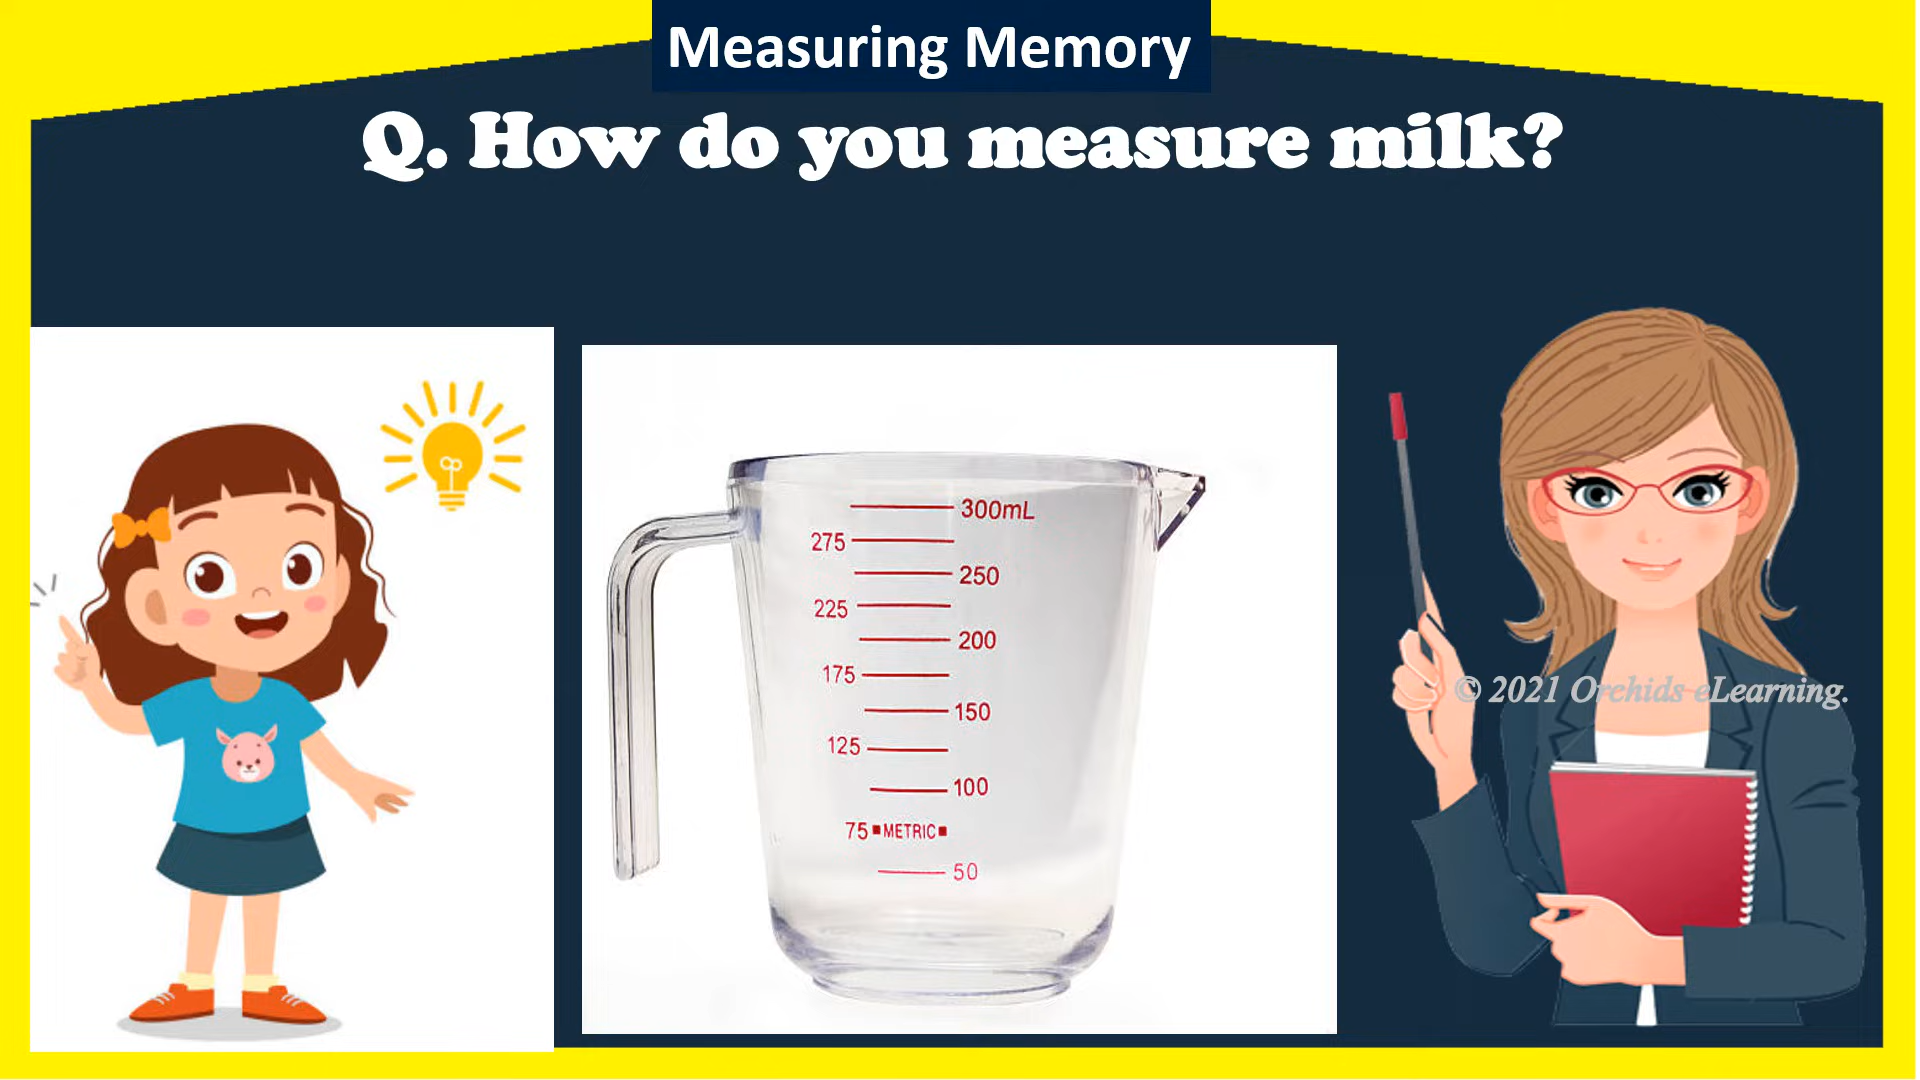 Measuring Memory
Q. How do you measure milk?
300mL
275
250
225
200
175
150
125
100
75▪METRIC▪
50
© 2021 Orchids eLearning.